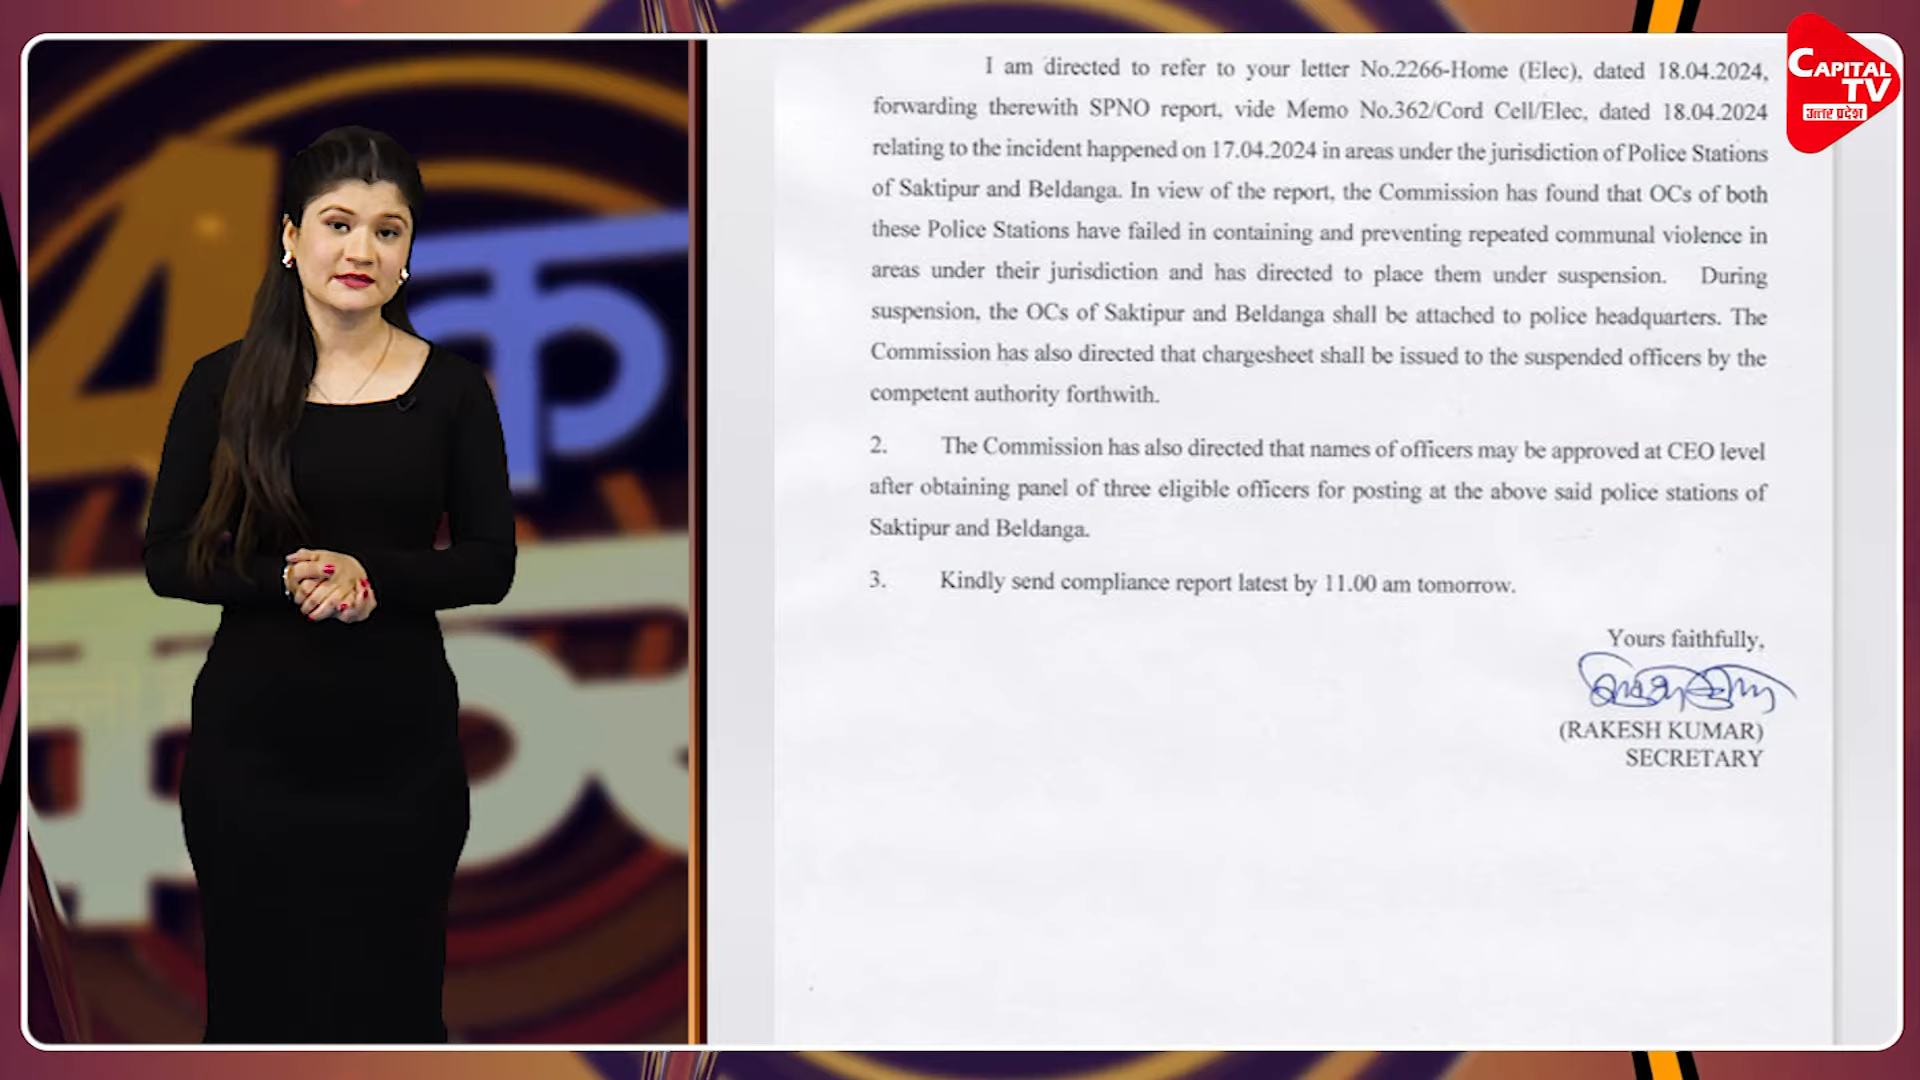 CAPITAL
TV
उत्तर प्रदेश
I am directed to refer to your letter No.2266-Home (Elec), dated 18.04.2024,
forwarding therewith SPNO report, vide Memo No.362/Cord Cell/Elec, dated 18.04.2024
relating to the incident happened on 17.04.2024 in areas under the jurisdiction of Police Stations
of Saktipur and Beldanga. In view of the report, the Commission has found that OCs of both
these Police Stations have failed in containing and preventing repeated communal violence in
areas under their jurisdiction and has directed to place them under suspension. During
suspension, the OCs of Saktipur and Beldanga shall be attached to police headquarters. The
Commission has also directed that chargesheet shall be issued to the suspended officers by the
competent authority forthwith.
2. The Commission has also directed that names of officers may be approved at CEO level
after obtaining panel of three eligible officers for posting at the above said police stations of
Saktipur and Beldanga.
3. Kindly send compliance report latest by 11.00 am tomorrow.
Yours faithfully,
(RAKESH KUMAR)
SECRETARY